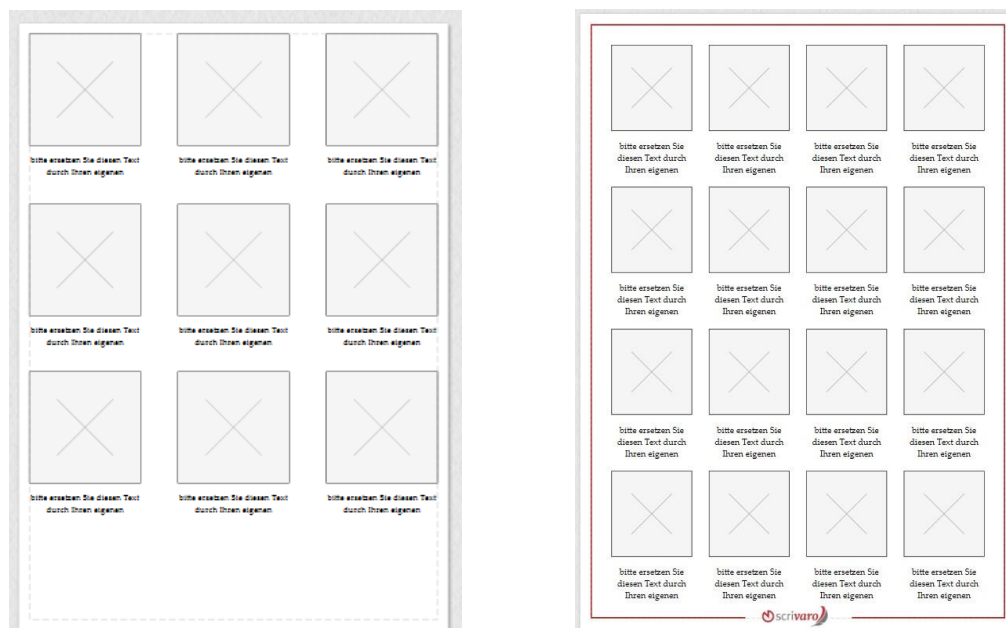 bitte ersetzen Sie diesen Text
durch Ihren eigenen
bitte ersetzen Sie diesen Text
durch Ihren eigenen
bitte ersetzen Sie diesen Text
durch Ihren eigenen
bitte ersetzen Sie diesen Text
durch Ihren eigenen
bitte ersetzen Sie diesen Text
durch Ihren eigenen
bitte ersetzen Sie diesen Text
durch Ihren eigenen
bitte ersetzen Sie diesen Text
durch Ihren eigenen
bitte ersetzen Sie diesen Text
durch Ihren eigenen
bitte ersetzen Sie diesen Text
durch Ihren eigenen
bitte ersetzen Sie
diesen Text durch
Ihren eigenen
bitte ersetzen Sie
diesen Text durch
Ihren eigenen
bitte ersetzen Sie
diesen Text durch
Ihren eigenen
bitte ersetzen Sie
diesen Text durch
Ihren eigenen
bitte ersetzen Sie
diesen Text durch
Ihren eigenen
bitte ersetzen Sie
diesen Text durch
Ihren eigenen
bitte ersetzen Sie
diesen Text durch
Ihren eigenen
bitte ersetzen Sie
diesen Text durch
Ihren eigenen
bitte ersetzen Sie
diesen Text durch
Ihren eigenen
bitte ersetzen Sie
diesen Text durch
Ihren eigenen
bitte ersetzen Sie
diesen Text durch
Ihren eigenen
bitte ersetzen Sie
diesen Text durch
Ihren eigenen
bitte ersetzen Sie
diesen Text durch
Ihren eigenen
bitte ersetzen Sie
diesen Text durch
Ihren eigenen
bitte ersetzen Sie
diesen Text durch
Ihren eigenen
bitte ersetzen Sie
diesen Text durch
Ihren eigenen
scrivaro